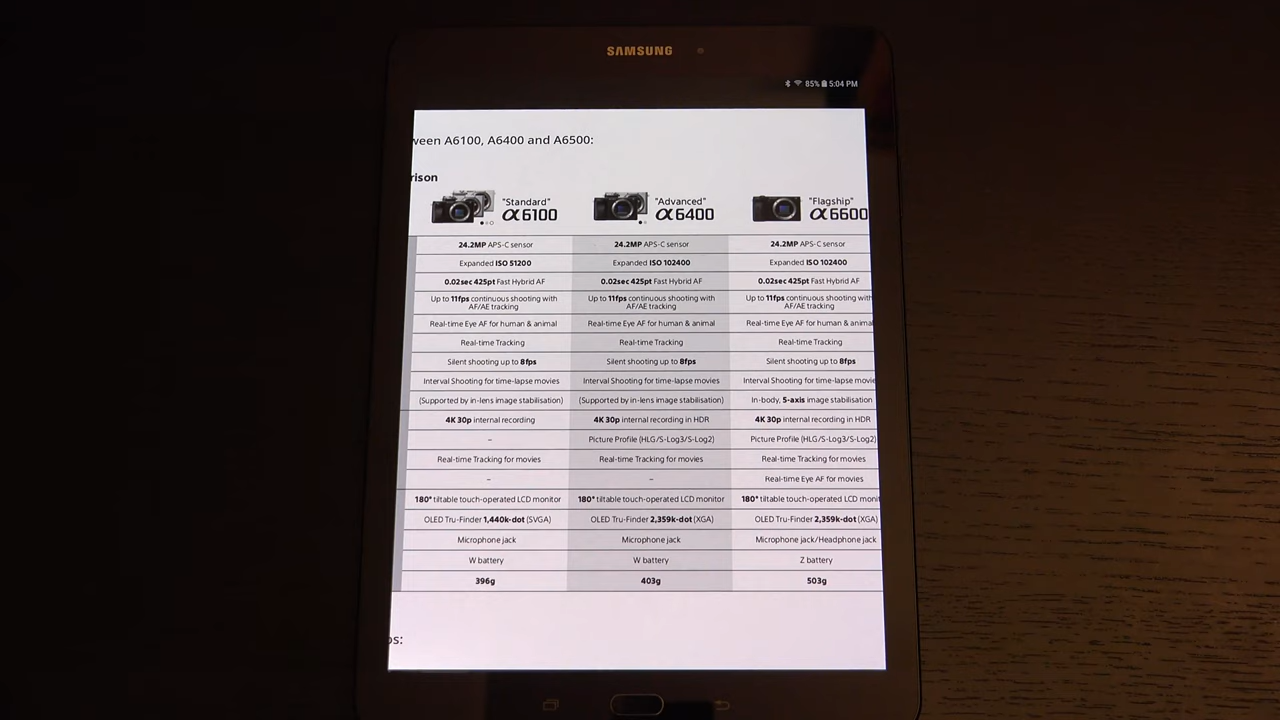 SAMSUNG
85% 5:04 PM
ween A6100, A6400 and A6500:
rison
"Standard" "Advanced" "Flagship"
α6100 α6400 α6600
24.2MP APS-C sensor 24.2MP APS-C sensor 24.2MP APS-C sensor
Expanded ISO 51200 Expanded ISO 102400 Expanded ISO 102400
0.02sec 425pt Fast Hybrid AF 0.02sec 425pt Fast Hybrid AF 0.02sec 425pt Fast Hybrid AF
Up to 11fps continuous shooting with Up to 11fps continuous shooting with Up to 11fps continuous shooting with
AF/AE tracking AF/AE tracking AF/AE tracking
Real-time Eye AF for human & animal Real-time Eye AF for human & animal Real-time Eye AF for human & anima
Real-time Tracking Real-time Tracking Real-time Tracking
Silent shooting up to 8fps Silent shooting up to 8fps Silent shooting up to 8fps
Interval Shooting for time-lapse movies Interval Shooting for time-lapse movies Interval Shooting for time-lapse movie
(Supported by in-lens image stabilisation) (Supported by in-lens image stabilisation) In-body, 5-axis image stabilisation
4K 30p internal recording 4K 30p internal recording in HDR 4K 30p internal recording in HDR
– Picture Profile (HLG/S-Log3/S-Log2) Picture Profile (HLG/S-Log3/S-Log2)
Real-time Tracking for movies Real-time Tracking for movies Real-time Tracking for movies
– – Real-time Eye AF for movies
180° tiltable touch-operated LCD monitor 180° tiltable touch-operated LCD monitor 180° tiltable touch-operated LCD monit
OLED Tru-Finder 1,440k-dot (SVGA) OLED Tru-Finder 2,359k-dot (XGA) OLED Tru-Finder 2,359k-dot (XGA)
Microphone jack Microphone jack Microphone jack/Headphone jack
W battery W battery Z battery
396g 403g 503g
os: